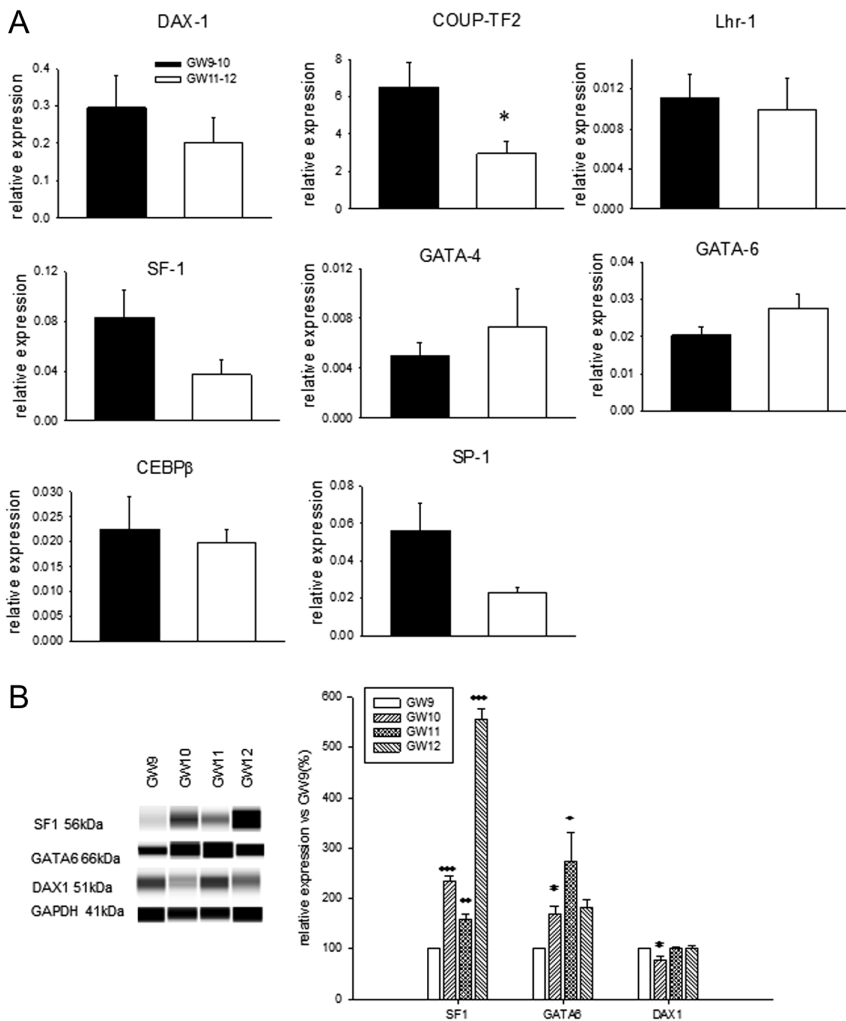 A
DAX-1
COUP-TF2
Lhr-1
GW9-10
GW11-12
relative expression
0.4
0.3
0.2
0.1
0.0
relative expression
8
6
4
2
0
*
relative expression
0.012
0.008
0.004
0.000
SF-1
GATA-4
GATA-6
relative expression
0.12
0.08
0.04
0.00
relative expression
0.012
0.008
0.004
0.000
relative expression
0.04
0.03
0.02
0.01
0.00
CEBPβ
SP-1
relative expression
0.030
0.025
0.020
0.015
0.010
0.005
0.000
relative expression
0.08
0.06
0.04
0.02
0.00
B
GW9
GW10
GW11
GW12
SF1 56kDa
GATA6 66kDa
DAX1 51kDa
GAPDH 41kDa
relative expression vs GW9(%)
600
500
400
300
200
100
0
GW9
GW10
GW11
GW12
***
**
***
*
*
*
SF1
GATA6
DAX1